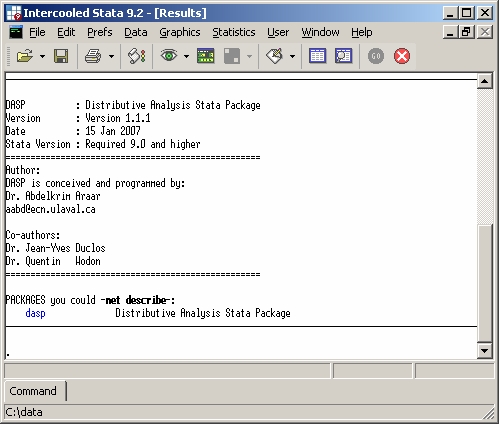 Intercooled Stata 9.2 - [Results]
File Edit Prefs Data Graphics Statistics User Window Help
GO
DASP : Distributive Analysis Stata Package
Version : Version 1.1.1
Date : 15 Jan 2007
Stata Version : Required 9.0 and higher
==================================================
Author:
DASP is conceived and programmed by:
Dr. Abdelkrim Araar
aabd@ecn.ulaval.ca
Co-authors:
Dr. Jean-Yves Duclos
Dr. Quentin Wodon
==================================================
PACKAGES you could -net describe-:
dasp Distributive Analysis Stata Package
.
Command
C:\data